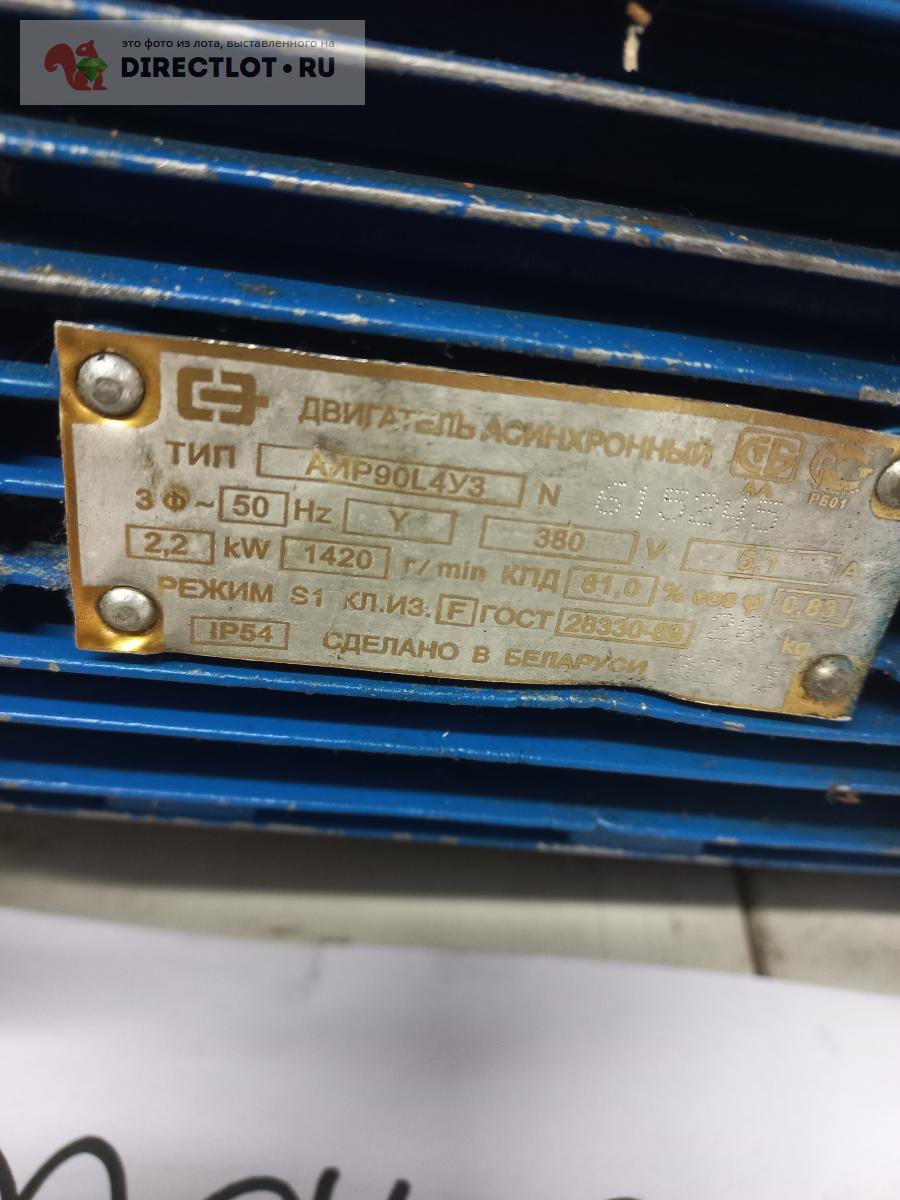 это фото из лота, выставленного на
DIRECTLOT.RU
ДВИГАТЕЛЬ АСИНХРОННЫЙ
ТИП АИР90L4У3 N 615245
3 Ф ~ 50 Hz Y 380 V 5,1 A
2,2 kW 1420 r/min КПД 81,0 % cos φ 0,83
РЕЖИМ S1 КЛ.ИЗ. F ГОСТ 28330-89 kg
IP54 СДЕЛАНО В БЕЛАРУСИ
АЛ
РБ01